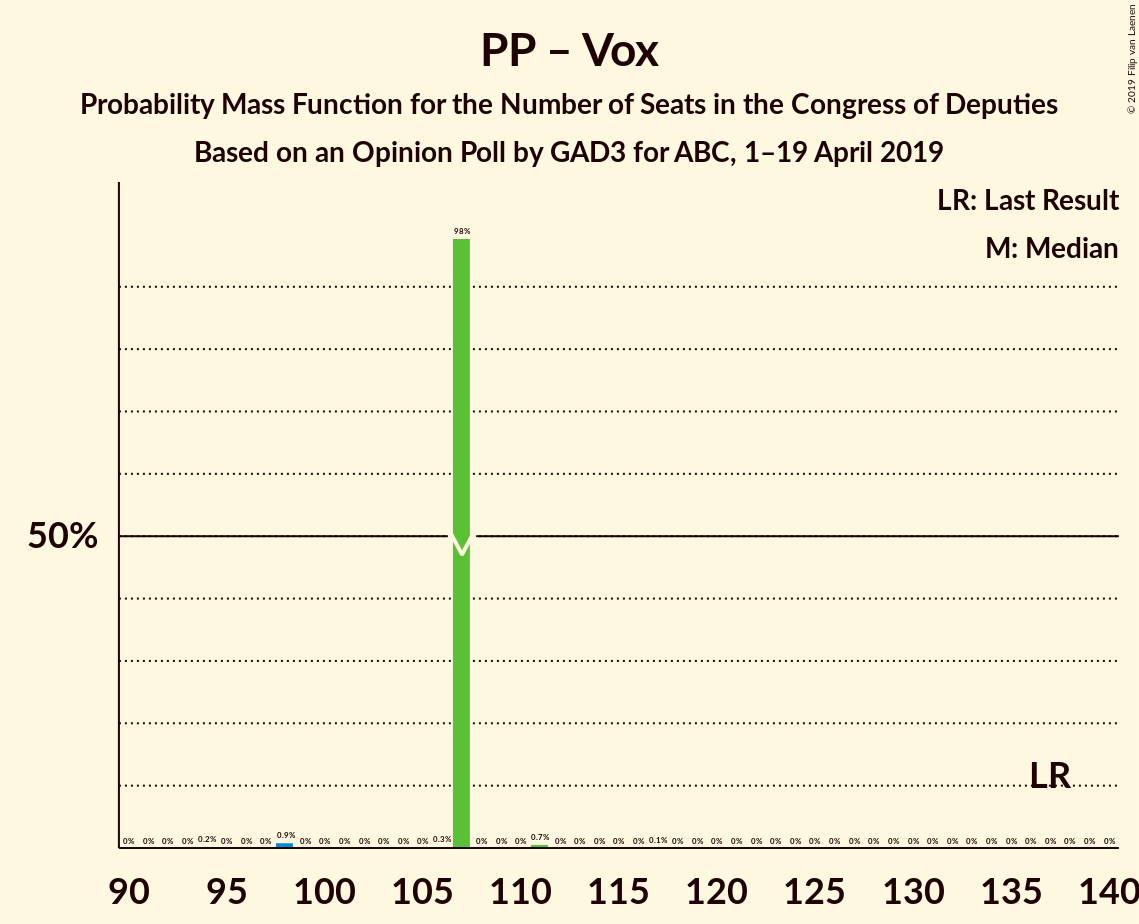 PP – Vox
Probability Mass Function for the Number of Seats in the Congress of Deputies
Based on an Opinion Poll by GAD3 for ABC, 1–19 April 2019
© 2019 Filip van Laenen
LR: Last Result
M: Median
98%
50%
LR
0% 0% 0% 0% 0.2% 0% 0% 0% 0.9% 0% 0% 0% 0% 0% 0% 0% 0.3% 0% 0% 0% 0.7% 0% 0% 0% 0% 0% 0.1% 0% 0% 0% 0% 0% 0% 0% 0% 0% 0% 0% 0% 0% 0% 0% 0% 0% 0% 0% 0% 0% 0% 0%
90 95 100 105 110 115 120 125 130 135 140